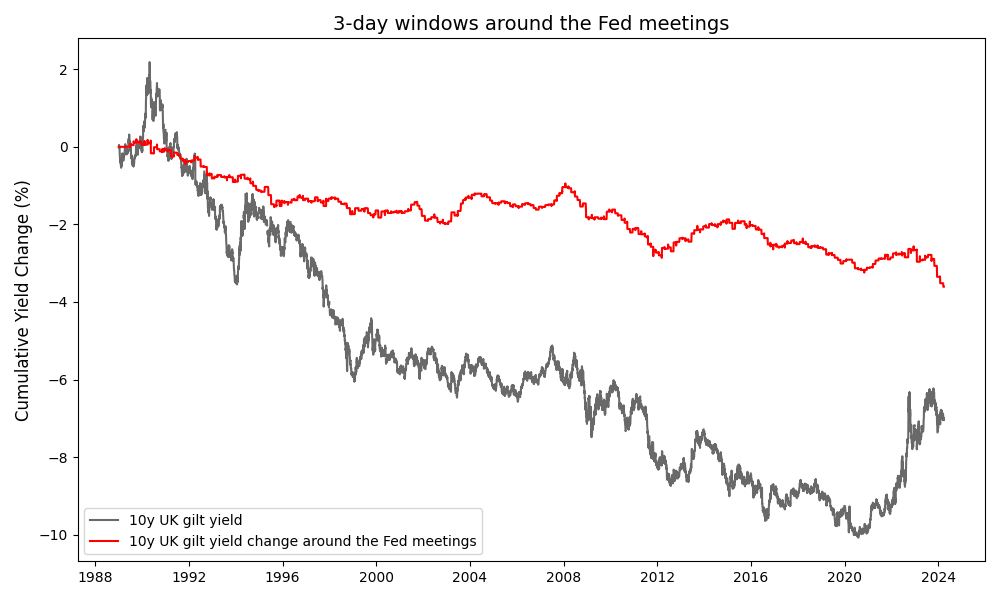 3-day windows around the Fed meetings
Cumulative Yield Change (%)
2
0
−2
−4
−6
−8
−10
10y UK gilt yield
10y UK gilt yield change around the Fed meetings
1988 1992 1996 2000 2004 2008 2012 2016 2020 2024